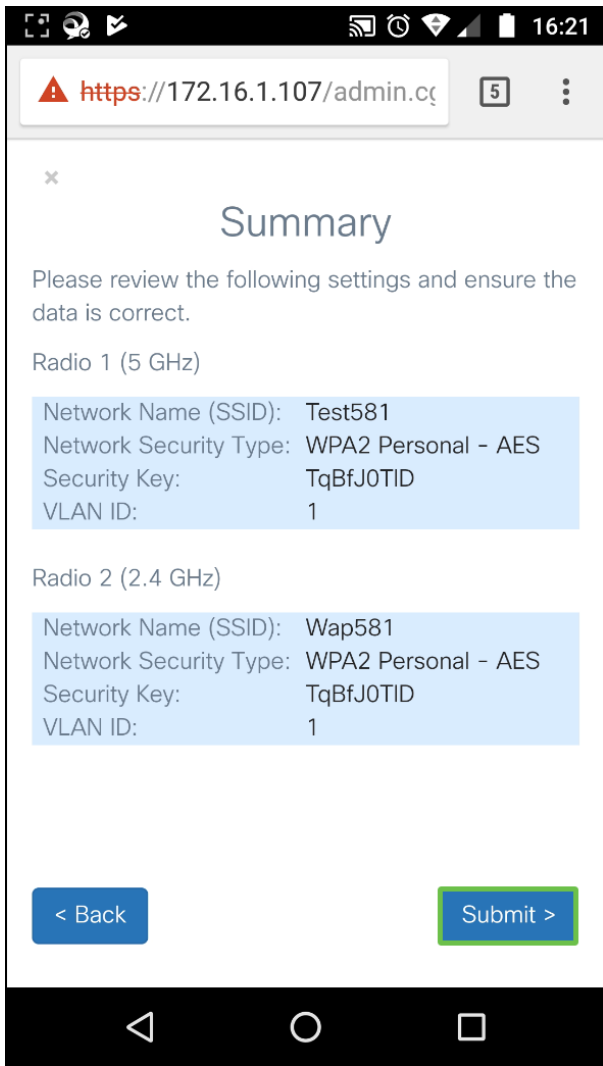 16:21
https://172.16.1.107/admin.cg
5
×
Summary
Please review the following settings and ensure the
data is correct.
Radio 1 (5 GHz)
Network Name (SSID): Test581
Network Security Type: WPA2 Personal - AES
Security Key: TqBfJ0TlD
VLAN ID: 1
Radio 2 (2.4 GHz)
Network Name (SSID): Wap581
Network Security Type: WPA2 Personal - AES
Security Key: TqBfJ0TlD
VLAN ID: 1
< Back
Submit >